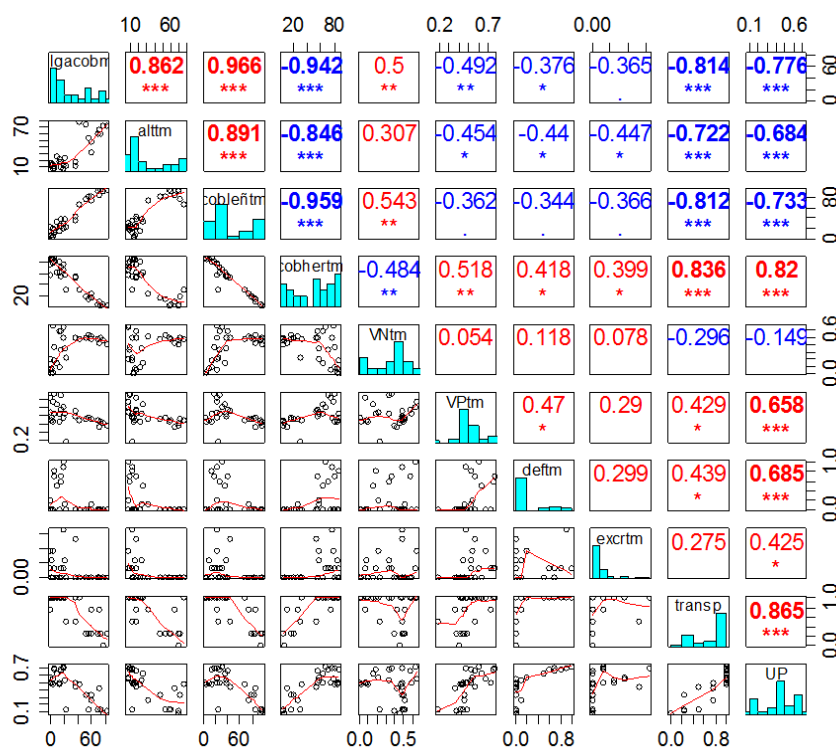 10 60 20 80 0.2 0.7 0.00 0.1 0.6
lgacobm 0.862 0.966 -0.942 0.5 -0.492 -0.376 -0.365 -0.814 -0.776 0 60
*** *** *** ** ** * . *** ***
10 70 alttm 0.891 -0.846 0.307 -0.454 -0.44 -0.447 -0.722 -0.684
*** *** * * * *** ***
cobleñtm -0.959 0.543 -0.362 -0.344 -0.366 -0.812 -0.733 0 80
*** ** . . . *** ***
20 cobhertm -0.484 0.518 0.418 0.399 0.836 0.82
** ** * * *** ***
VNtm 0.054 0.118 0.078 -0.296 -0.149 0.0 0.6
0.2 VPtm 0.47 0.29 0.429 0.658
* * ***
deftm 0.299 0.439 0.685 0.0 1.0
* ***
0.00 excrtm 0.275 0.425
*
transp 0.865 0.0 1.0
***
0.1 0.7 UP
0 60 0 60 0.0 0.5 0.0 0.8 0.0 0.8